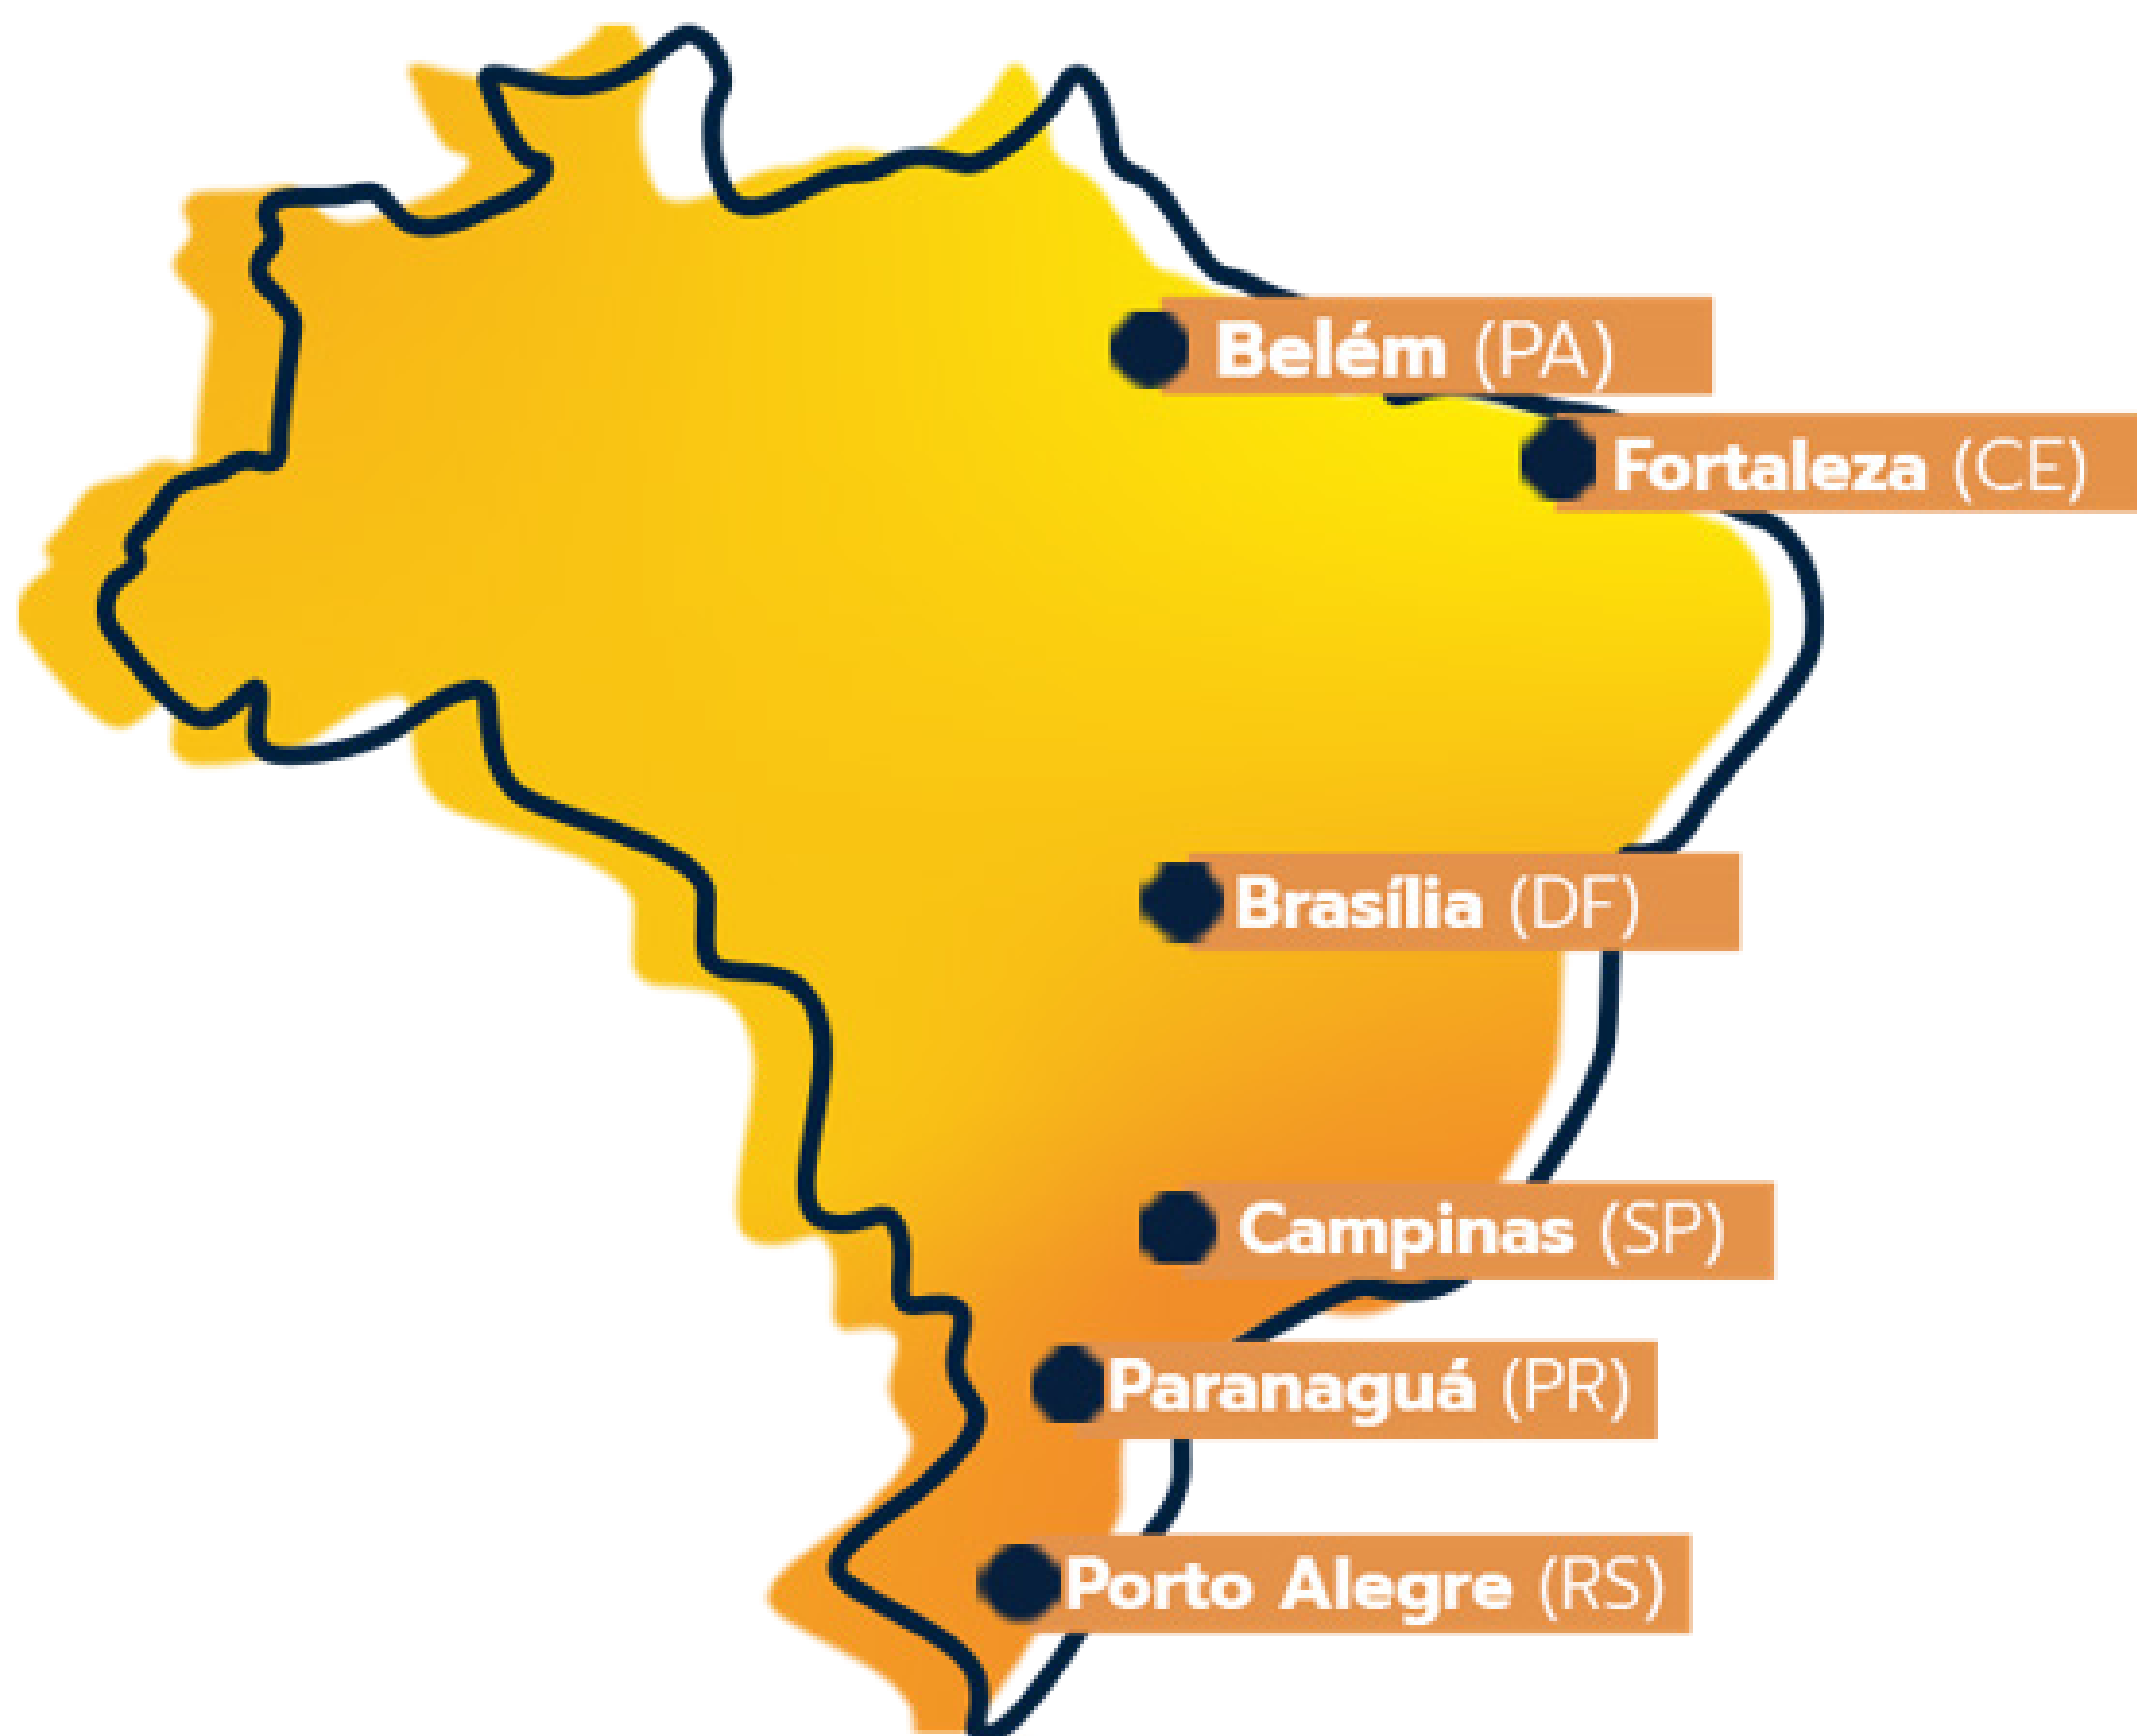 Belém (PA)
Fortaleza (CE)
Brasília (DF)
Campinas (SP)
Paranaguá (PR)
Porto Alegre (RS)